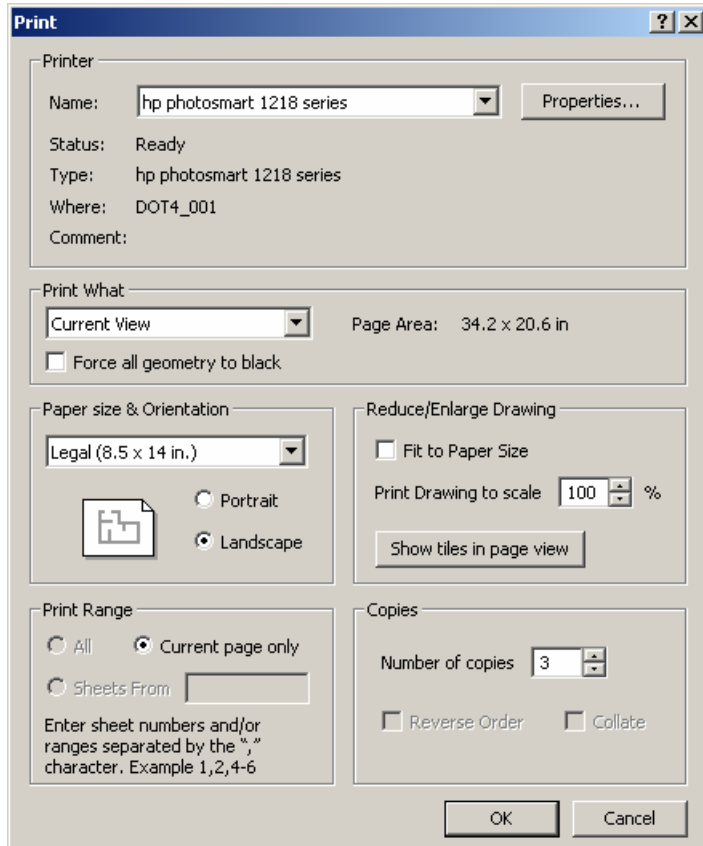 Print
Printer
Name: hp photosmart 1218 series Properties...
Status: Ready
Type: hp photosmart 1218 series
Where: DOT4_001
Comment:
Print What
Current View Page Area: 34.2 x 20.6 in
Force all geometry to black
Paper size & Orientation
Legal (8.5 x 14 in.)
Portrait
Landscape
Reduce/Enlarge Drawing
Fit to Paper Size
Print Drawing to scale 100 %
Show tiles in page view
Print Range
All Current page only
Sheets From
Enter sheet numbers and/or
ranges separated by the “,”
character. Example 1,2,4-6
Copies
Number of copies 3
Reverse Order Collate
OK Cancel